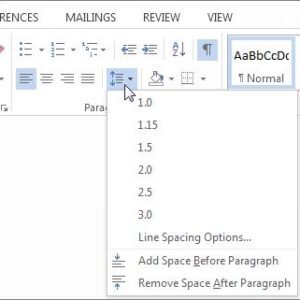 RENCES MAILINGS REVIEW VIEW
AaBbCcDc
¶ Normal
Parag
1.0
1.15
1.5
2.0
2.5
3.0
Line Spacing Options...
Add Space Before Paragraph
Remove Space After Paragraph